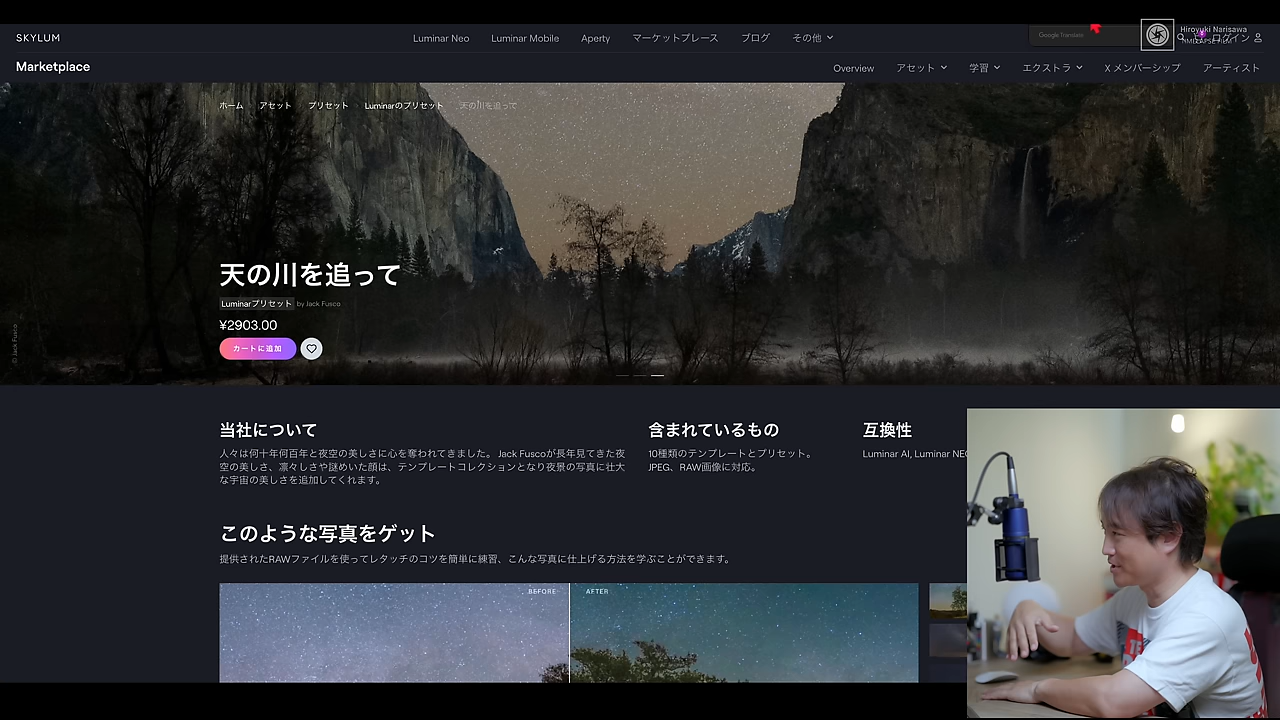 SKYLUM
Luminar Neo
Luminar Mobile
Aperty
マーケットプレース
ブログ
その他
Google Translate
Hiroyuki Narisawa
TIMELAPSE FILM
ログイン
Marketplace
Overview
アセット
学習
エクストラ
X メンバーシップ
アーティスト
ホーム
アセット
プリセット
Luminarのプリセット
天の川を追って
天の川を追って
Luminarプリセット by Jack Fusco
¥2903.00
カートに追加
© Jack Fusco
当社について
人々は何十年何百年と夜空の美しさに心を奪われてきました。 Jack Fuscoが長年見てきた夜
空の美しさ、凛々しさや謎めいた顔は、テンプレートコレクションとなり夜景の写真に壮大
な宇宙の美しさを追加してくれます。
含まれているもの
10種類のテンプレートとプリセット。
JPEG、RAW画像に対応。
互換性
Luminar AI, Luminar NEO
このような写真をゲット
提供されたRAWファイルを使ってレタッチのコツを簡単に練習、こんな写真に仕上げる方法を学ぶことができます。
BEFORE
AFTER